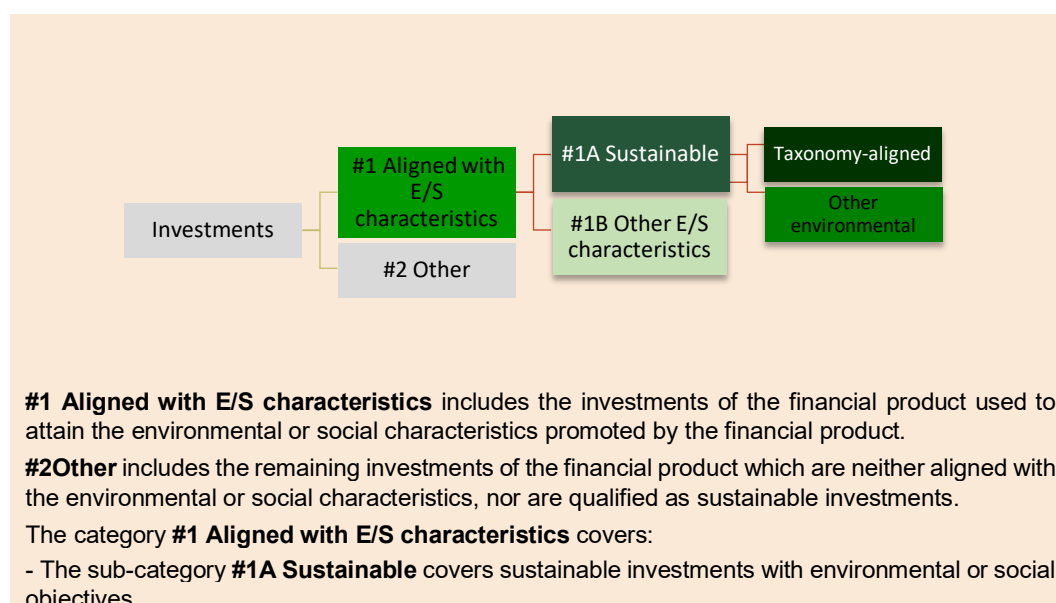 #1A Sustainable
Taxonomy-aligned
#1 Aligned with
E/S
characteristics
Other
environmental
Investments
#1B Other E/S
characteristics
#2 Other
#1 Aligned with E/S characteristics includes the investments of the financial product used to
attain the environmental or social characteristics promoted by the financial product.
#2Other includes the remaining investments of the financial product which are neither aligned with
the environmental or social characteristics, nor are qualified as sustainable investments.
The category #1 Aligned with E/S characteristics covers:
- The sub-category #1A Sustainable covers sustainable investments with environmental or social
objectives